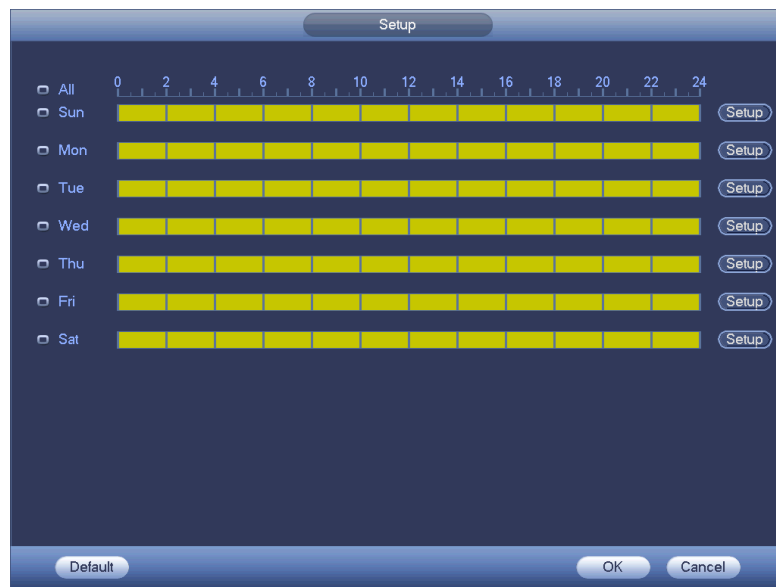 Setup
All 0 2 4 6 8 10 12 14 16 18 20 22 24
Sun Setup
Mon Setup
Tue Setup
Wed Setup
Thu Setup
Fri Setup
Sat Setup
Default OK Cancel